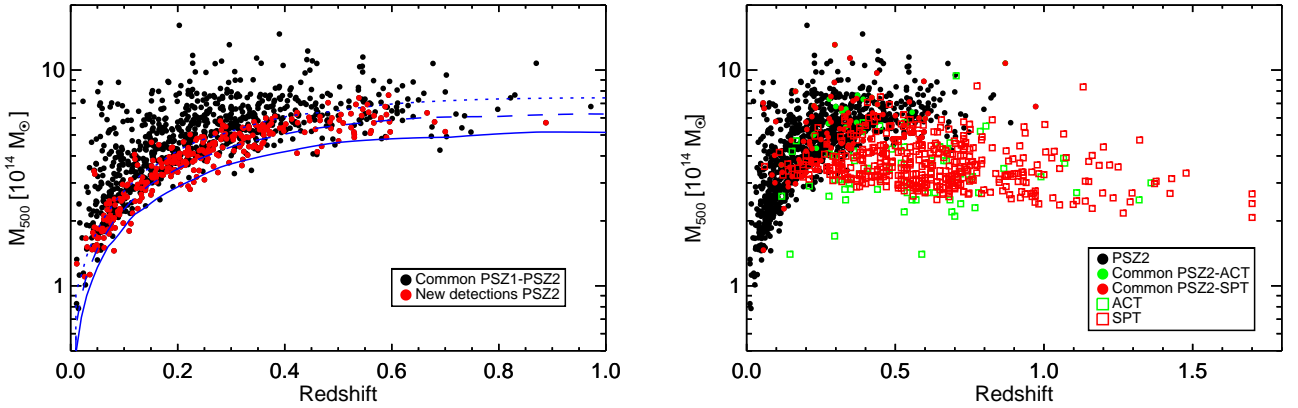 10
1
M500 [10^14 M⊙]
0.0 0.2 0.4 0.6 0.8 1.0
Redshift
Common PSZ1-PSZ2
New detections PSZ2
10
1
M500 [10^14 M⊙]
0.0 0.5 1.0 1.5
Redshift
PSZ2
Common PSZ2-ACT
Common PSZ2-SPT
ACT
SPT